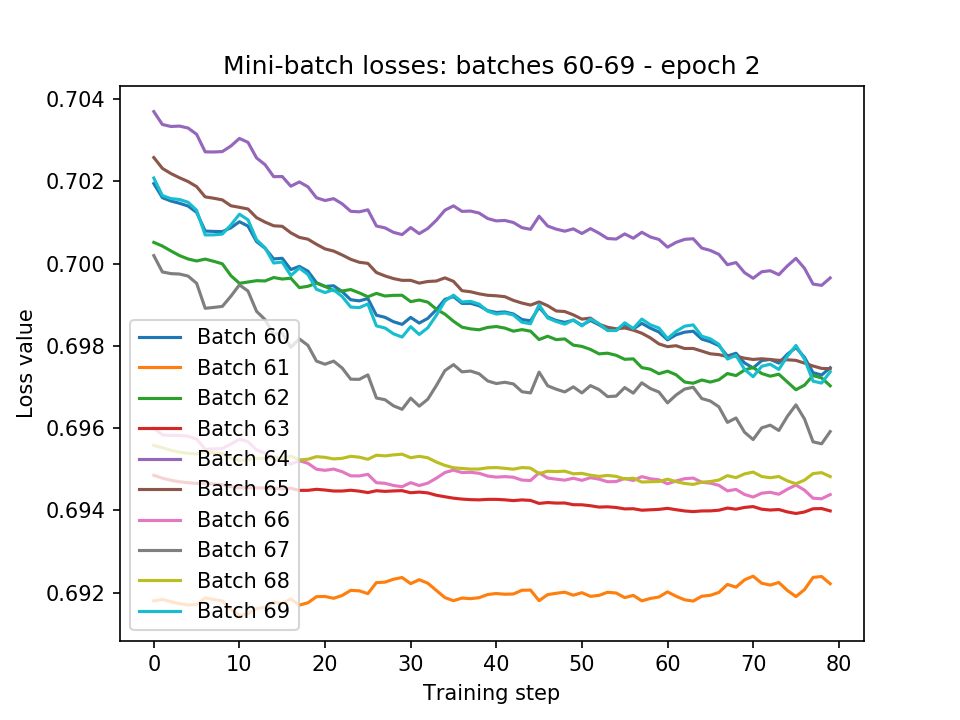 Mini-batch losses: batches 60-69 - epoch 2
Loss value
0.704
0.702
0.700
0.698
0.696
0.694
0.692
Batch 60
Batch 61
Batch 62
Batch 63
Batch 64
Batch 65
Batch 66
Batch 67
Batch 68
Batch 69
0 10 20 30 40 50 60 70 80
Training step